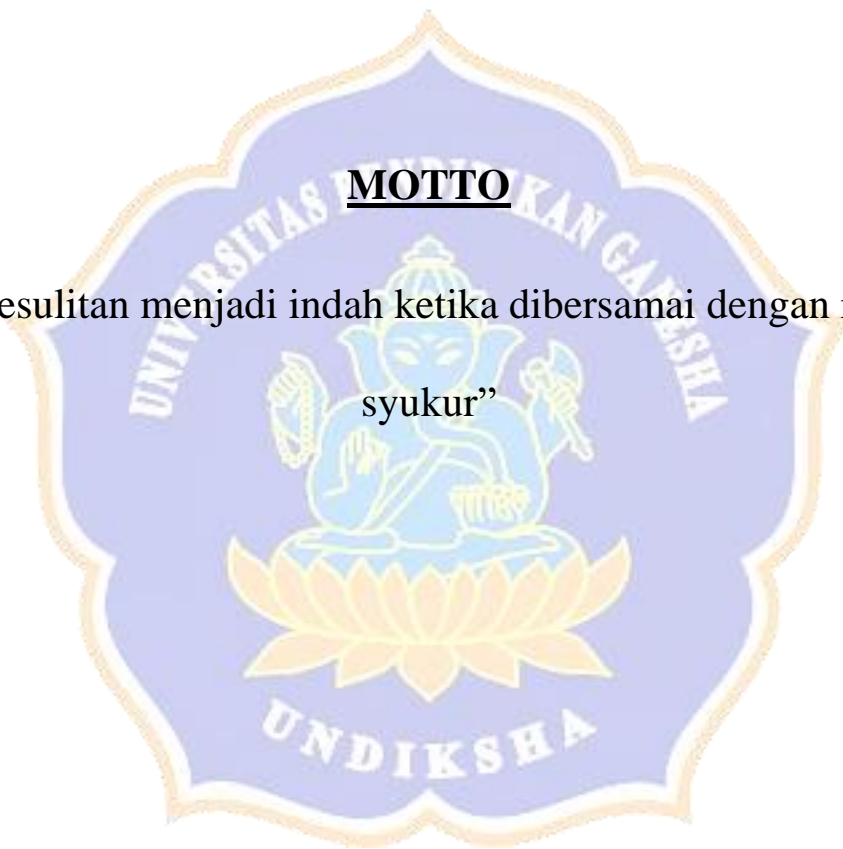 MOTTO
UNIVERSITAS PENDIDIKAN GANESHA
esulitan menjadi indah ketika dibersamai dengan
syukur”
UNDIKSHA